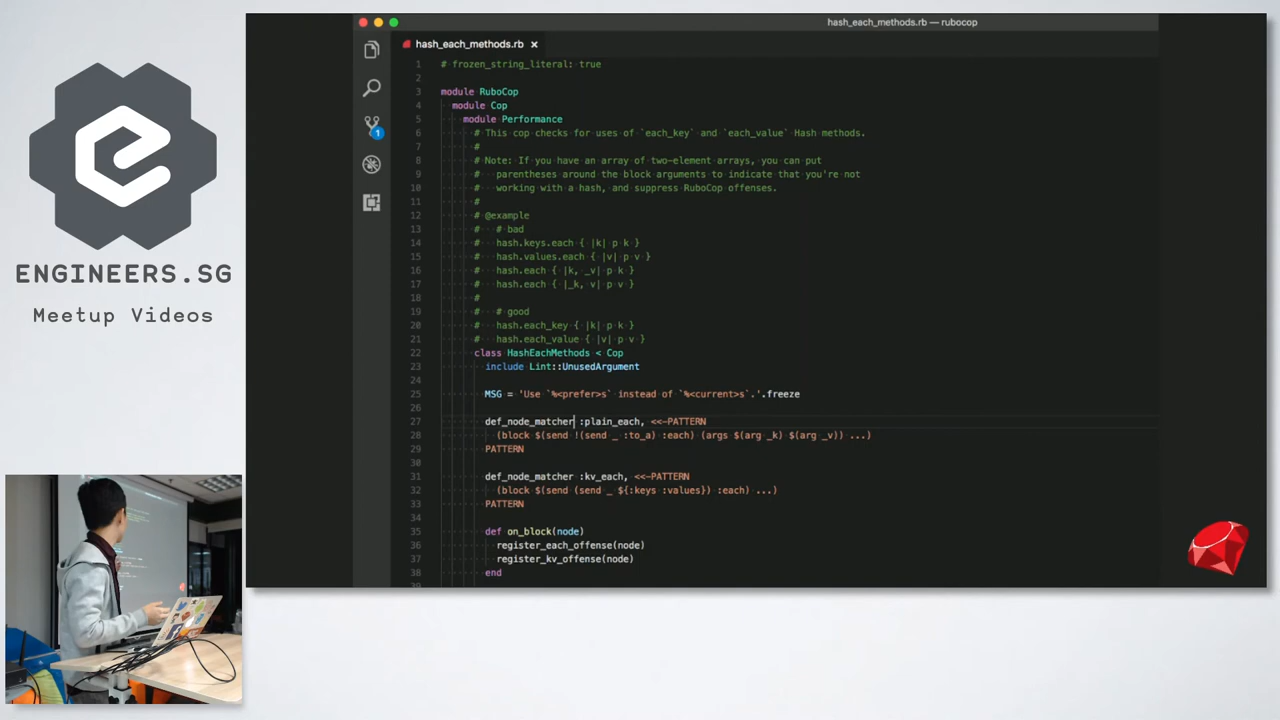 ENGINEERS.SG
Meetup Videos
hash_each_methods.rb — rubocop
hash_each_methods.rb ×
1
1 # frozen_string_literal: true
2
3 module RuboCop
4 module Cop
5 module Performance
6 # This cop checks for uses of `each_key` and `each_value` Hash methods.
7 #
8 # Note: If you have an array of two-element arrays, you can put
9 # parentheses around the block arguments to indicate that you're not
10 # working with a hash, and suppress RuboCop offenses.
11 #
12 # @example
13 # # bad
14 # hash.keys.each { |k| p k }
15 # hash.values.each { |v| p v }
16 # hash.each { |k, _v| p k }
17 # hash.each { |_k, v| p v }
18 #
19 # # good
20 # hash.each_key { |k| p k }
21 # hash.each_value { |v| p v }
22 class HashEachMethods < Cop
23 include Lint::UnusedArgument
24
25 MSG = 'Use `%<prefer>s` instead of `%<current>s`.'.freeze
26
27 def_node_matcher :plain_each, <<-PATTERN
28 (block $(send !(send _ :to_a) :each) (args $(arg _k) $(arg _v)) ...)
29 PATTERN
30
31 def_node_matcher :kv_each, <<-PATTERN
32 (block $(send (send _ ${:keys :values}) :each) ...)
33 PATTERN
34
35 def on_block(node)
36 register_each_offense(node)
37 register_kv_offense(node)
38 end
39